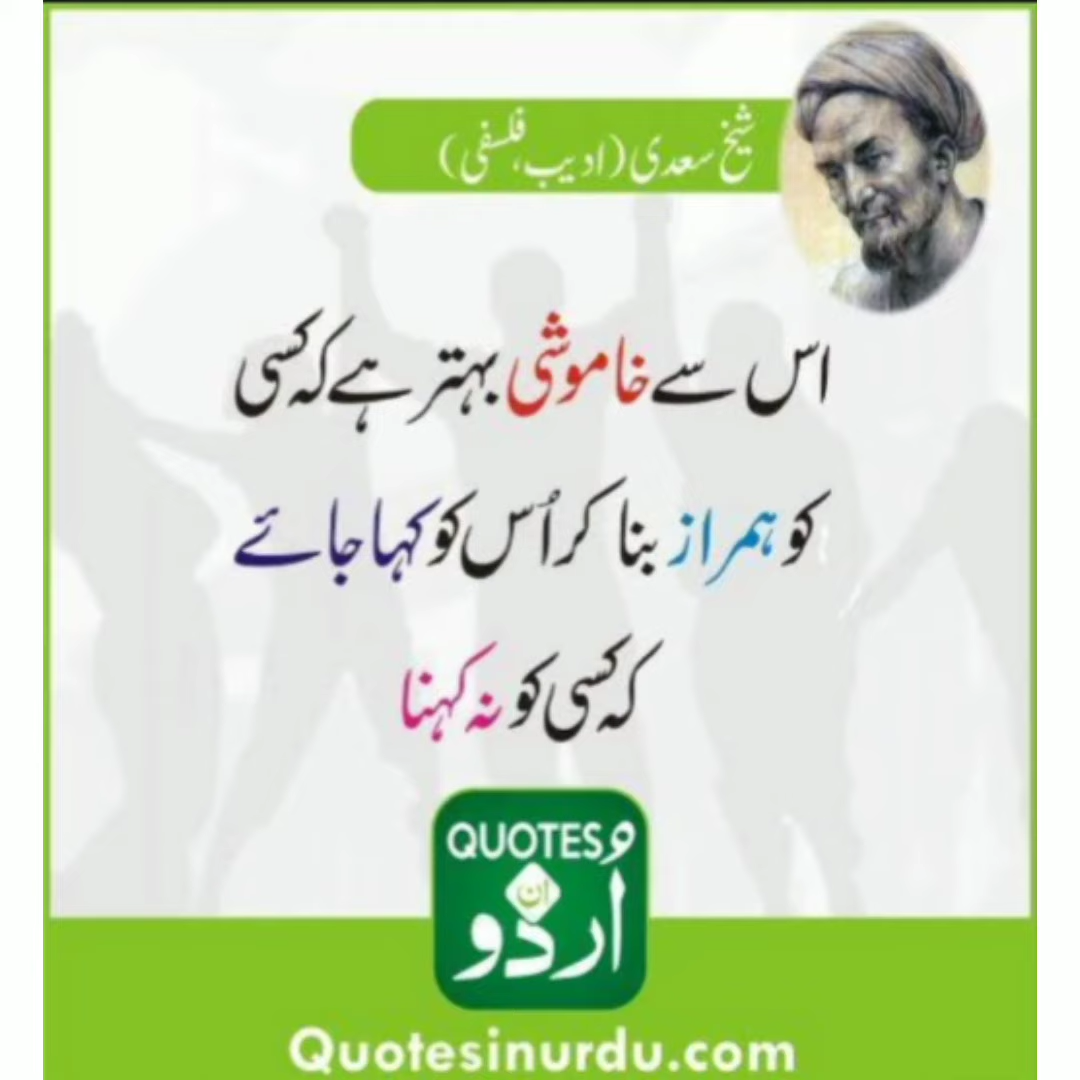 شیخ سعدی (ادیب، فلسفی)
اس سے خاموشی بہتر ہے کہ کسی
کو ہمراز بنا کر اُس کو کہا جائے
کہ کسی کو نہ کہنا
QUOTES
ان
اُردو
Quotesinurdu.com